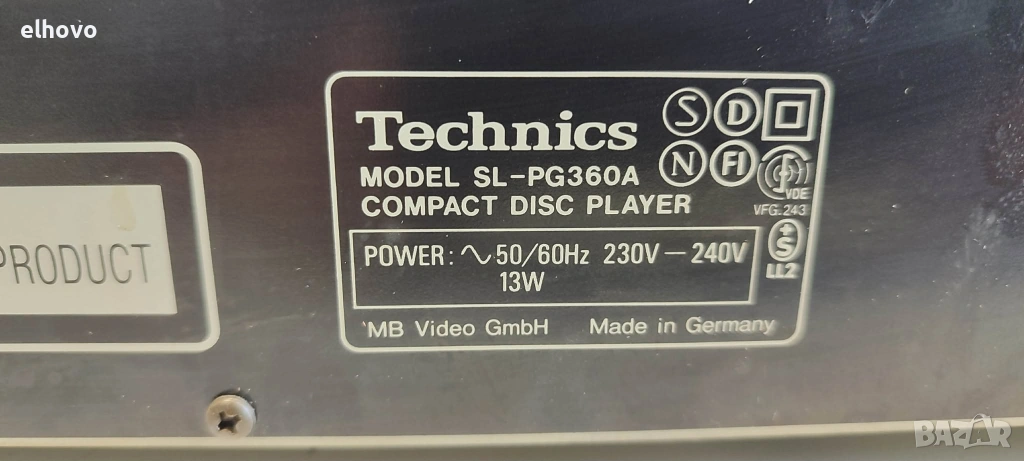 elhovo
Technics
MODEL SL-PG360A
COMPACT DISC PLAYER
S D
N FI
VDE
VFG.243
+S
LL2
POWER: ∿ 50/60Hz 230V — 240V
13W
MB Video GmbH Made in Germany
PRODUCT
BAZAR